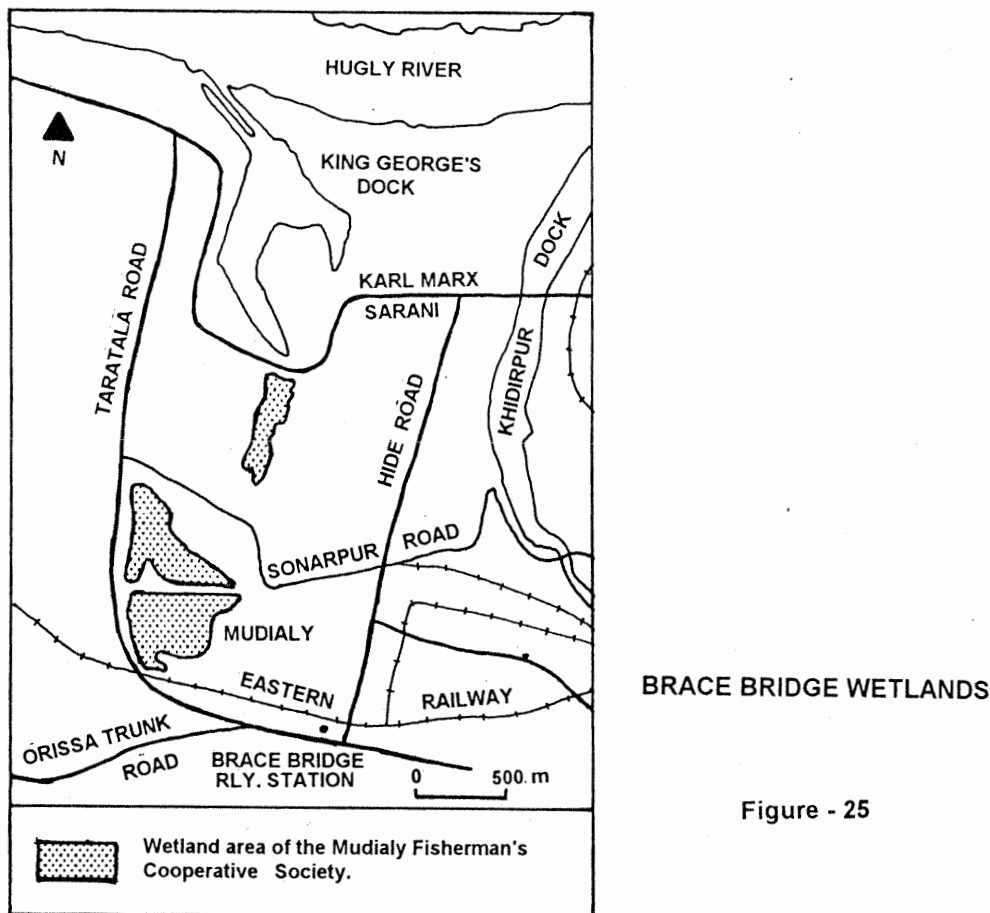 HUGLY RIVER
N
KING GEORGE'S
DOCK
DOCK
KHIDIRPUR
TARATALA ROAD
KARL MARX
SARANI
HIDE ROAD
SONARPUR ROAD
MUDIALY
EASTERN RAILWAY
ORISSA TRUNK
ROAD
BRACE BRIDGE
RLY. STATION
0 500. m
Wetland area of the Mudialy Fisherman's
Cooperative Society.
BRACE BRIDGE WETLANDS
Figure - 25